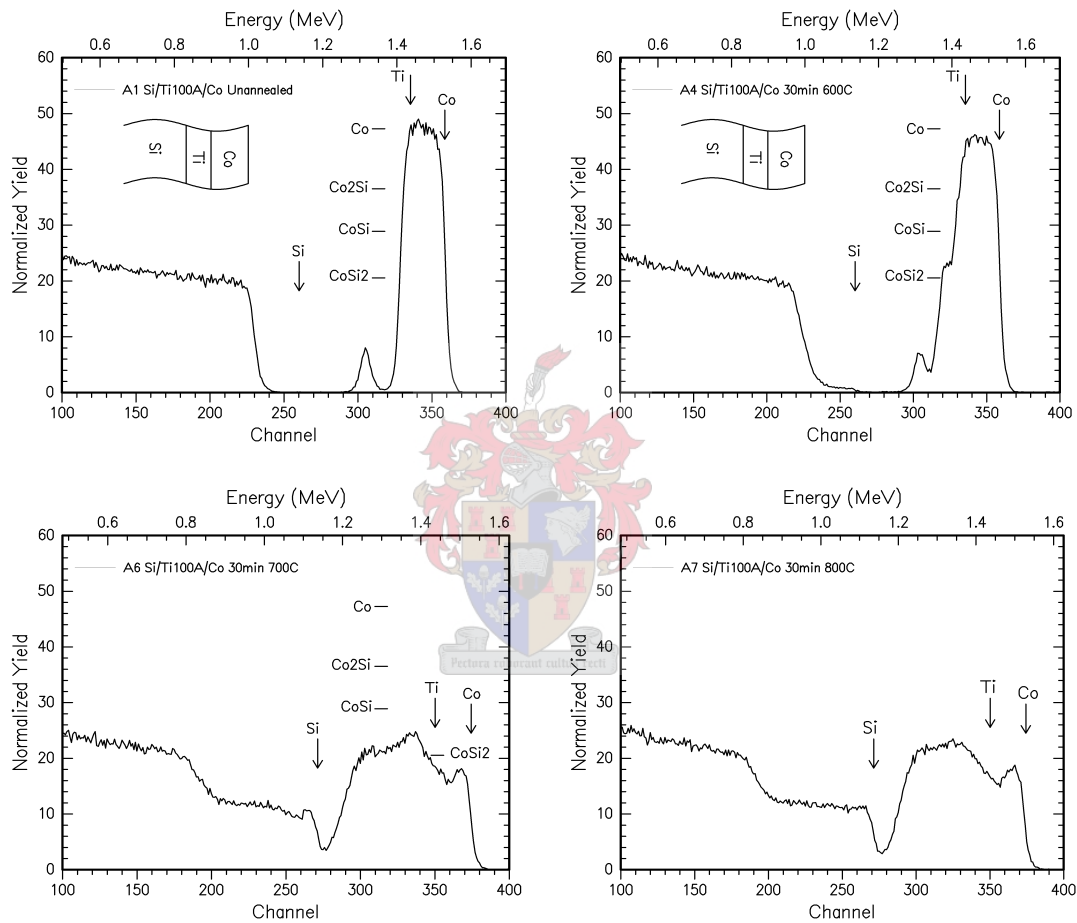 Energy (MeV)
0.6 0.8 1.0 1.2 1.4 1.6
Normalized Yield
60
50
40
30
20
10
0
A1 Si/Ti100A/Co Unannealed
Si Ti Co
Ti
Co
Co
Co2Si
CoSi
CoSi2
Si
100 150 200 250 300 350 400
Channel
Energy (MeV)
0.6 0.8 1.0 1.2 1.4 1.6
Normalized Yield
60
50
40
30
20
10
0
A4 Si/Ti100A/Co 30min 600C
Si Ti Co
Ti
Co
Co
Co2Si
CoSi
CoSi2
Si
100 150 200 250 300 350 400
Channel
Energy (MeV)
0.6 0.8 1.0 1.2 1.4 1.6
Normalized Yield
60
50
40
30
20
10
0
A6 Si/Ti100A/Co 30min 700C
Co
Co2Si
CoSi
CoSi2
Si
Ti
Co
100 150 200 250 300 350 400
Channel
Energy (MeV)
0.6 0.8 1.0 1.2 1.4 1.6
Normalized Yield
60
50
40
30
20
10
0
A7 Si/Ti100A/Co 30min 800C
Si
Ti
Co
100 150 200 250 300 350 400
Channel
Pectura roborant cultus recti